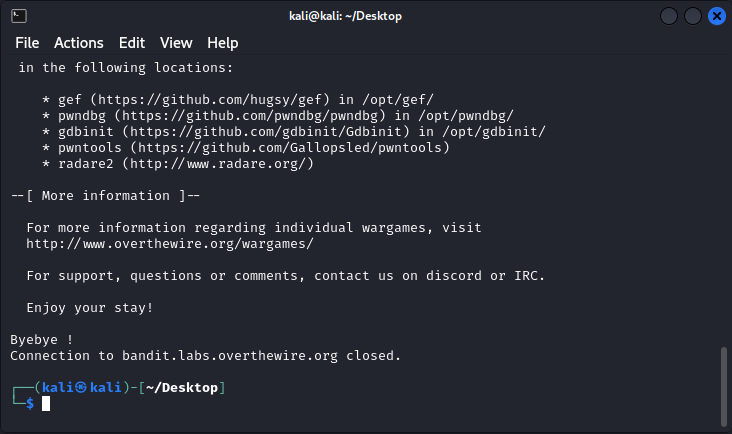 kali@kali: ~/Desktop
File Actions Edit View Help
in the following locations:
* gef (https://github.com/hugsy/gef) in /opt/gef/
* pwndbg (https://github.com/pwndbg/pwndbg) in /opt/pwndbg/
* gdbinit (https://github.com/gdbinit/Gdbinit) in /opt/gdbinit/
* pwntools (https://github.com/Gallopsled/pwntools)
* radare2 (http://www.radare.org/)
--[ More information ]--
For more information regarding individual wargames, visit
http://www.overthewire.org/wargames/
For support, questions or comments, contact us on discord or IRC.
Enjoy your stay!
Byebye !
Connection to bandit.labs.overthewire.org closed.
┌──(kali㉿kali)-[~/Desktop]
└─$